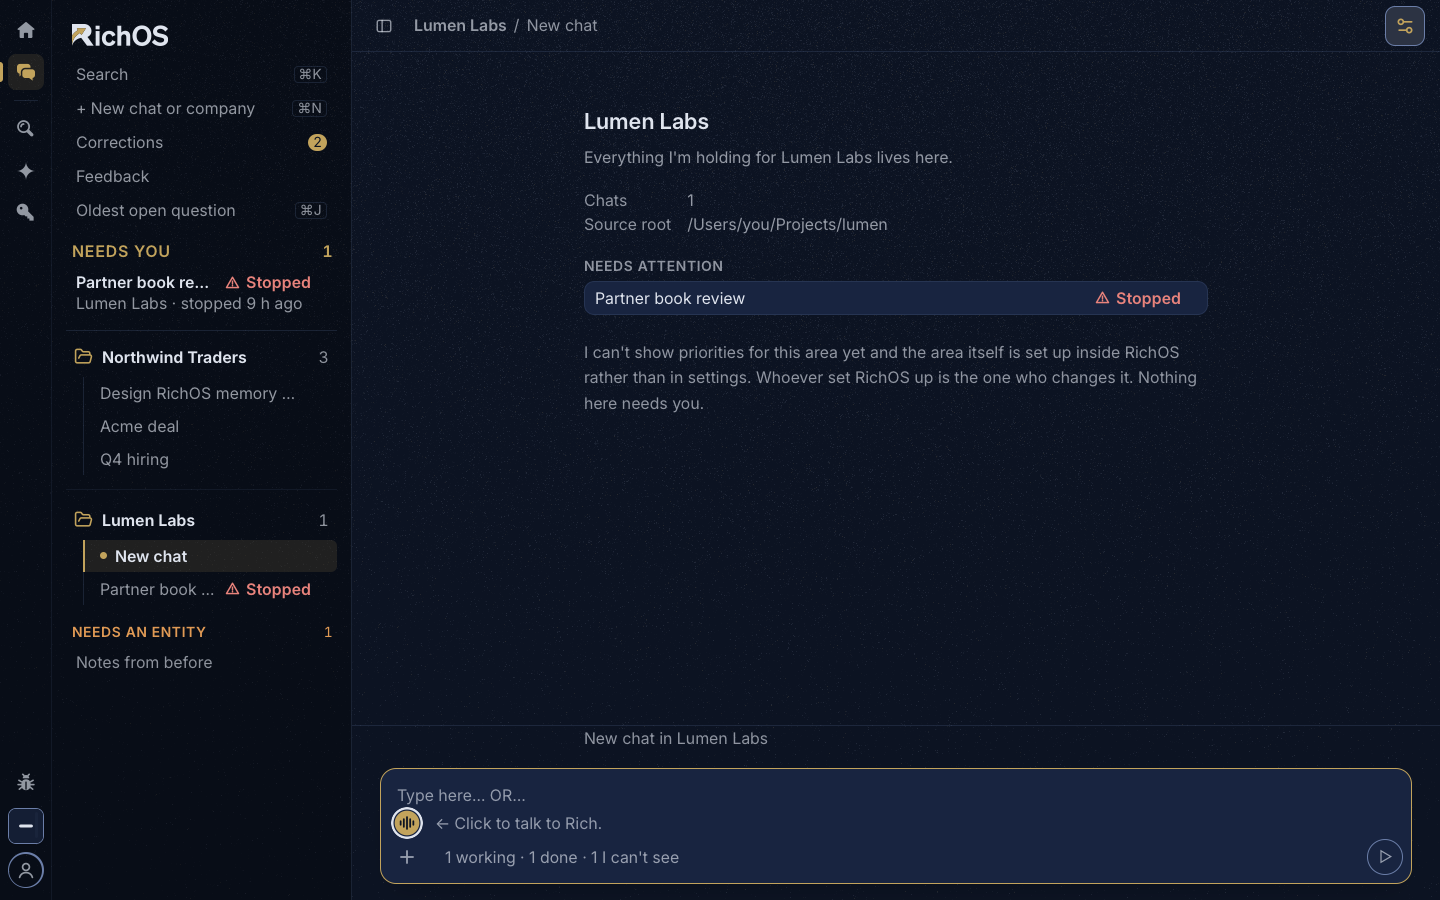 RichOS
Search ⌘K
+ New chat or company ⌘N
Corrections 2
Feedback
Oldest open question ⌘J
NEEDS YOU 1
Partner book re... Stopped
Lumen Labs · stopped 9 h ago
Northwind Traders 3
Design RichOS memory ...
Acme deal
Q4 hiring
Lumen Labs 1
New chat
Partner book ... Stopped
NEEDS AN ENTITY 1
Notes from before
Lumen Labs / New chat
Lumen Labs
Everything I'm holding for Lumen Labs lives here.
Chats 1
Source root /Users/you/Projects/lumen
NEEDS ATTENTION
Partner book review Stopped
I can't show priorities for this area yet and the area itself is set up inside RichOS
rather than in settings. Whoever set RichOS up is the one who changes it. Nothing
here needs you.
New chat in Lumen Labs
Type here... OR...
← Click to talk to Rich.
1 working · 1 done · 1 I can't see